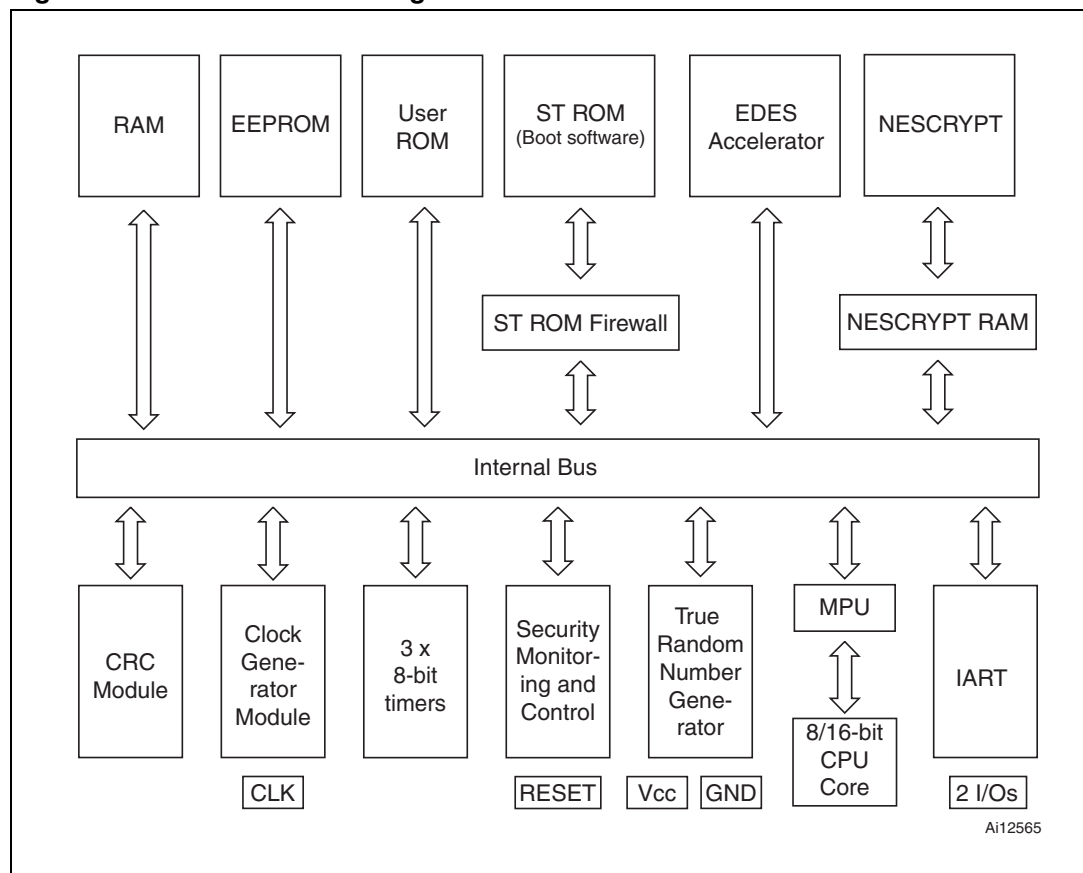 RAM
EEPROM
User
ROM
ST ROM
(Boot software)
EDES
Accelerator
NESCRYPT
ST ROM Firewall
NESCRYPT RAM
Internal Bus
CRC
Module
Clock
Gene-
rator
Module
3 x
8-bit
timers
Security
Monitor-
ing and
Control
True
Random
Number
Gene-
rator
MPU
8/16-bit
CPU
Core
IART
CLK
RESET
Vcc
GND
2 I/Os
Ai12565